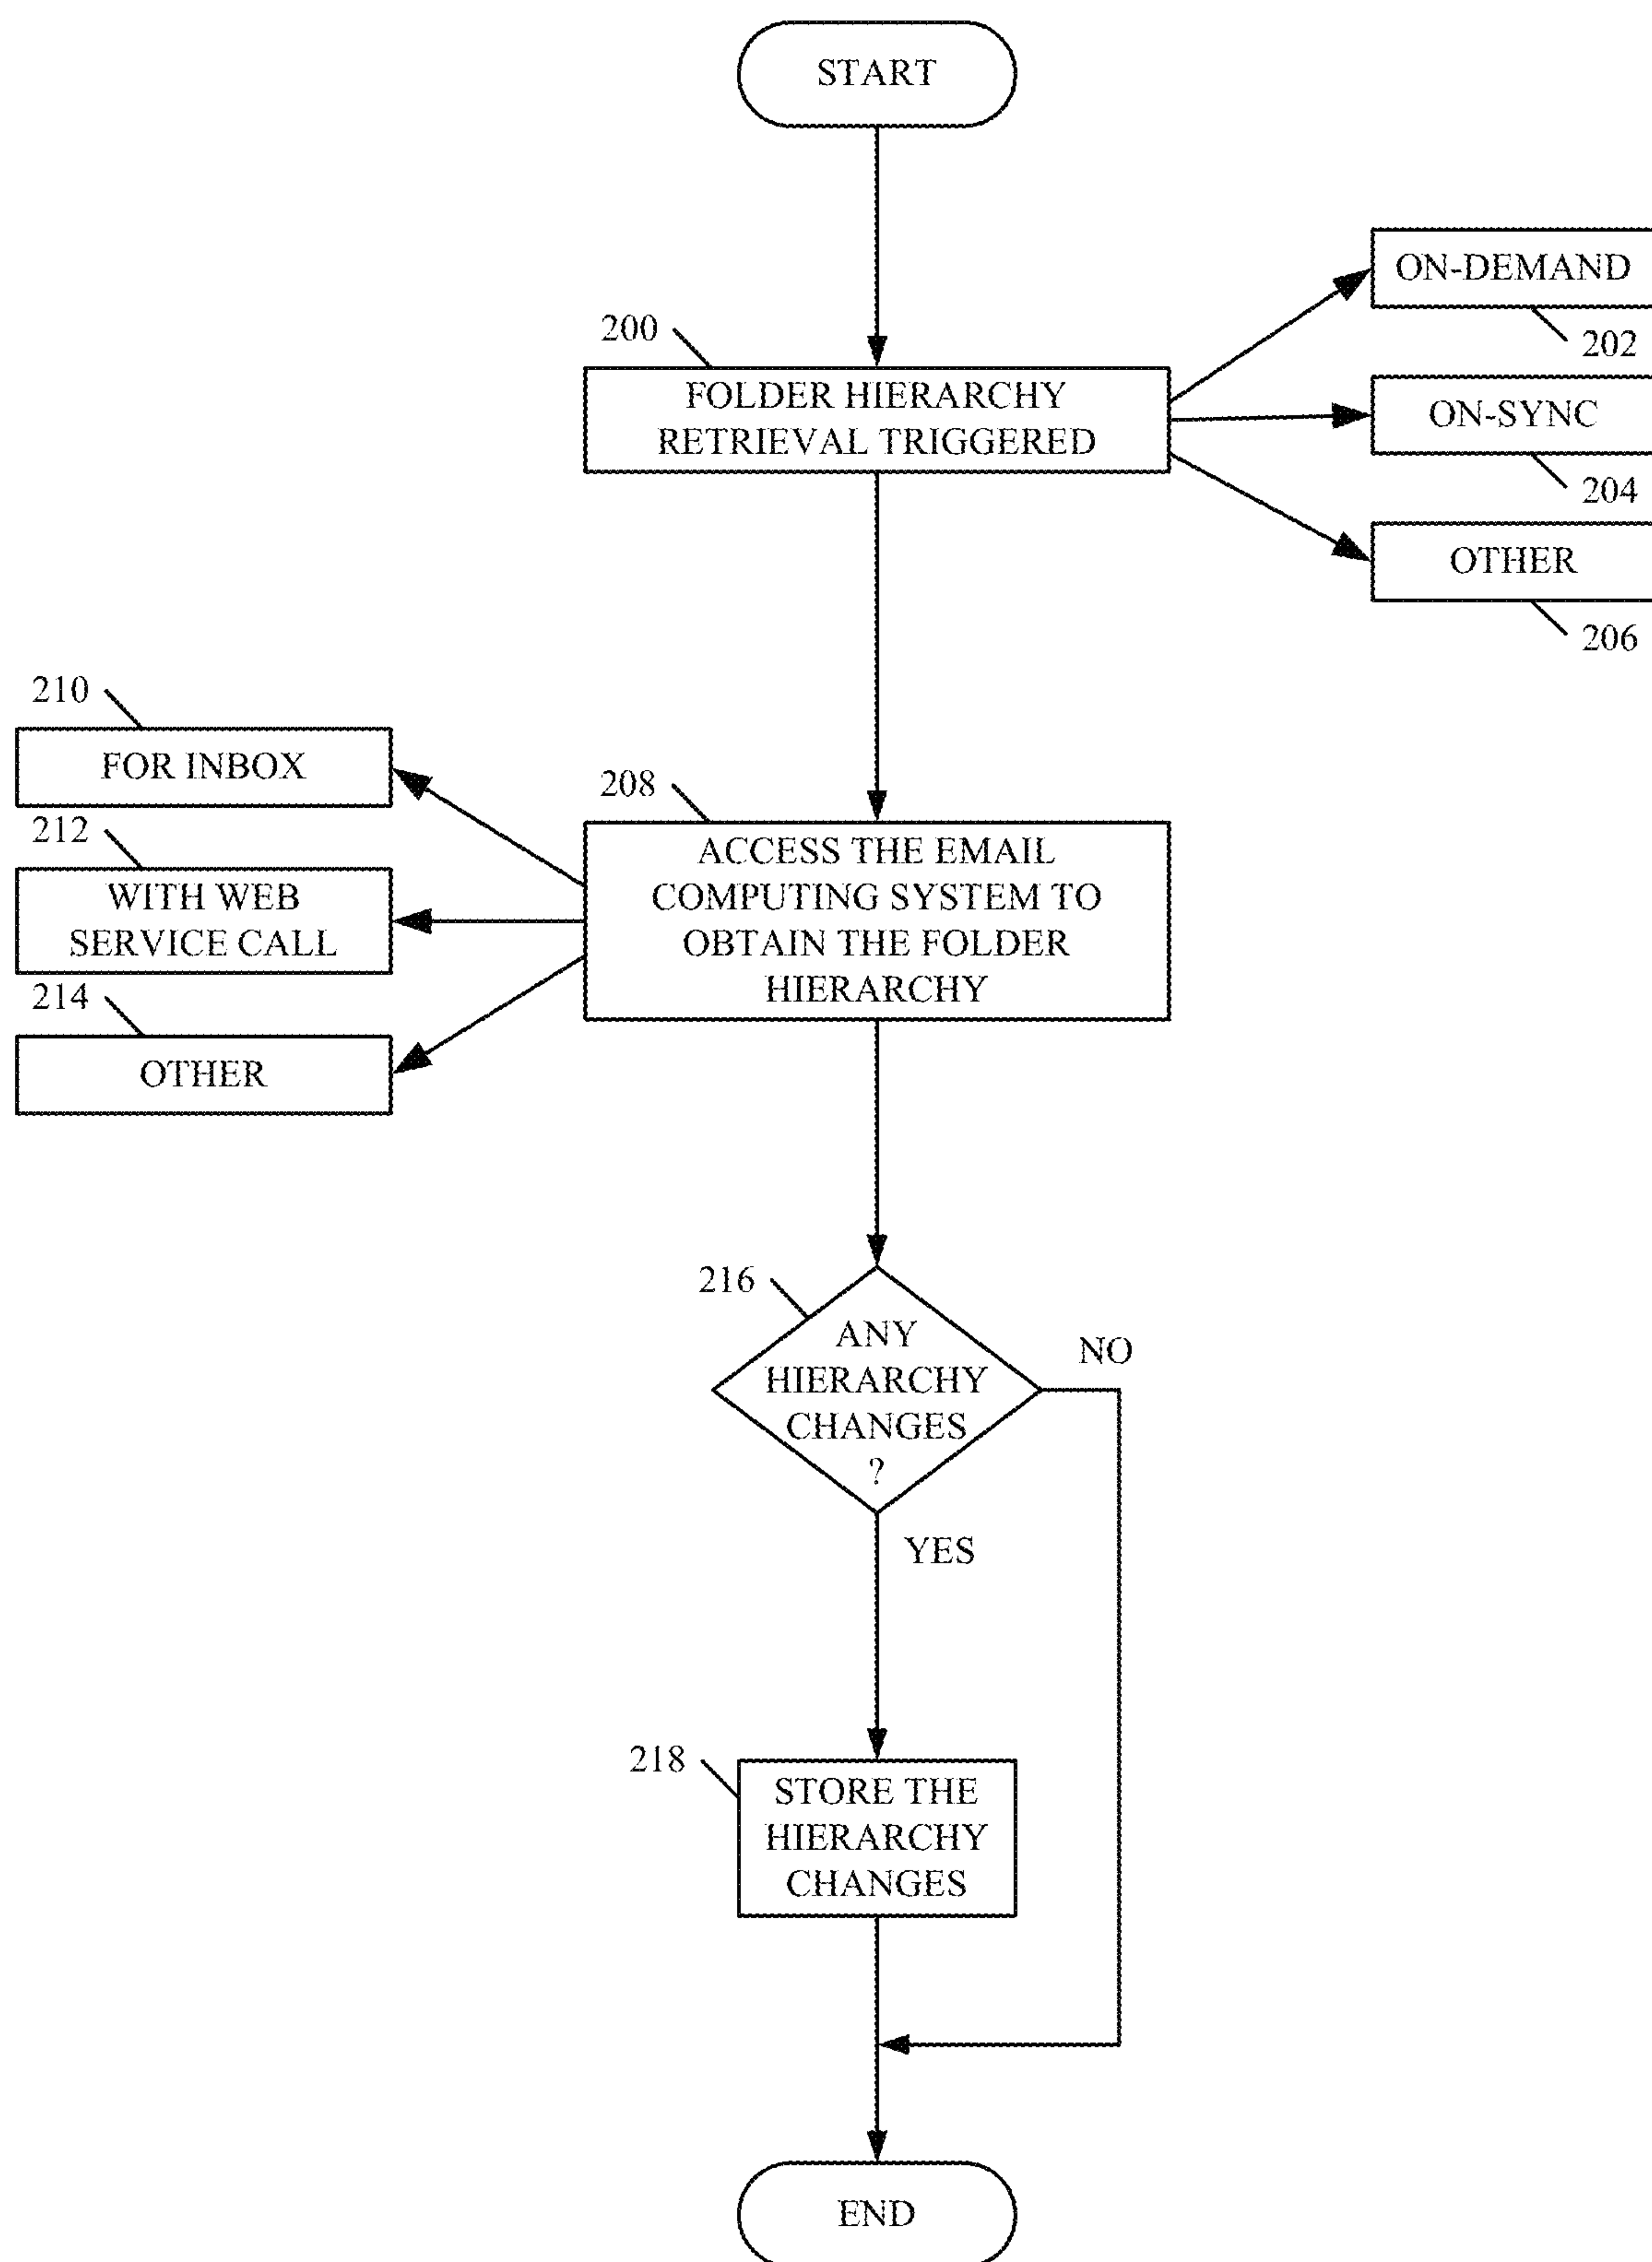 START
ON-DEMAND
202
200
FOLDER HIERARCHY
RETRIEVAL TRIGGERED
ON-SYNC
204
OTHER
206
210
FOR INBOX
212
WITH WEB
SERVICE CALL
214
OTHER
208
ACCESS THE EMAIL
COMPUTING SYSTEM TO
OBTAIN THE FOLDER
HIERARCHY
216
ANY
HIERARCHY
CHANGES
?
NO
YES
218
STORE THE
HIERARCHY
CHANGES
END